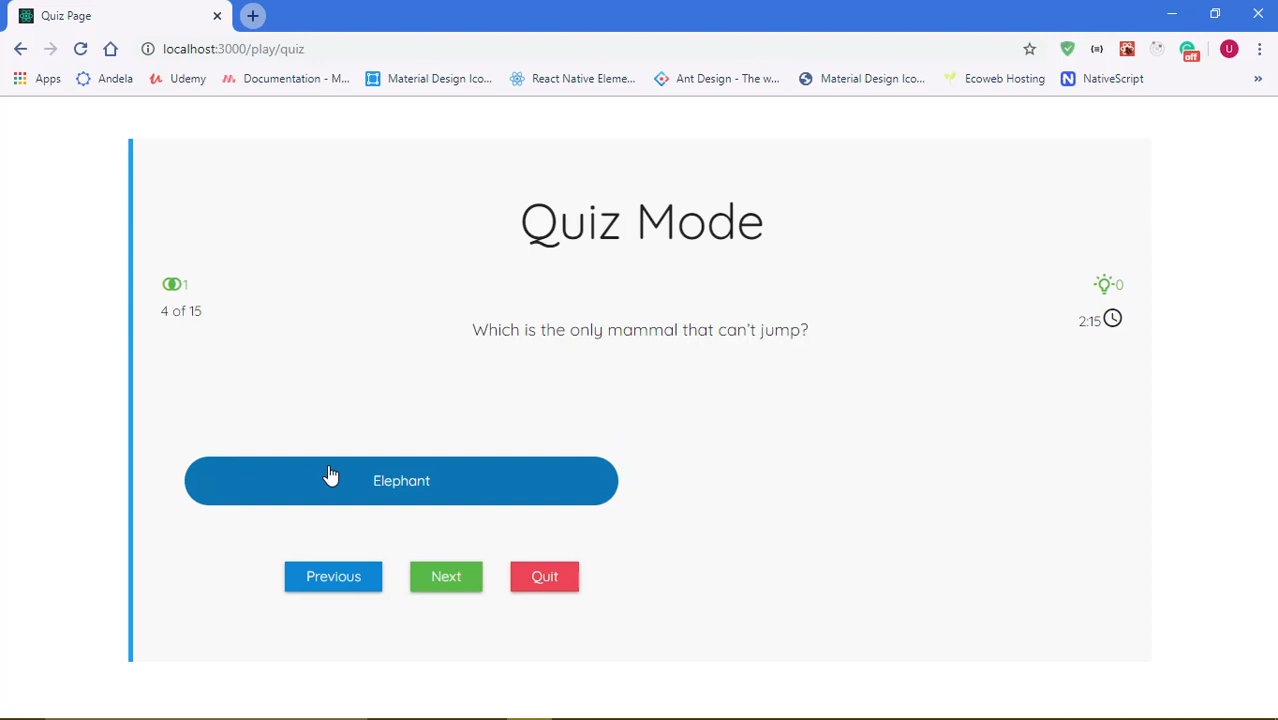 Quiz Page
localhost:3000/play/quiz
off
U
Apps
Andela
Udemy
Documentation - M...
Material Design Ico...
React Native Eleme...
Ant Design - The w...
Material Design Ico...
Ecoweb Hosting
NativeScript
»
Quiz Mode
1
0
4 of 15
2:15
Which is the only mammal that can't jump?
Elephant
Previous
Next
Quit